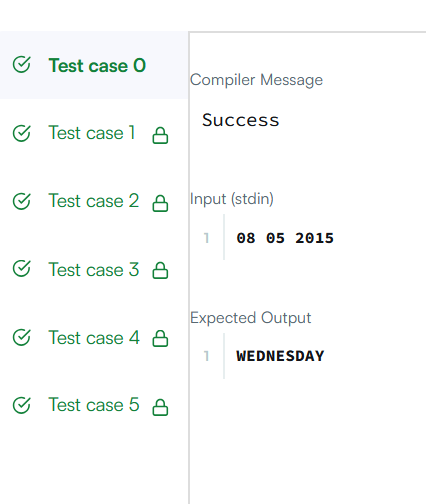 Test case 0
Test case 1
Test case 2
Test case 3
Test case 4
Test case 5
Compiler Message
Success
Input (stdin)
1 08 05 2015
Expected Output
1 WEDNESDAY